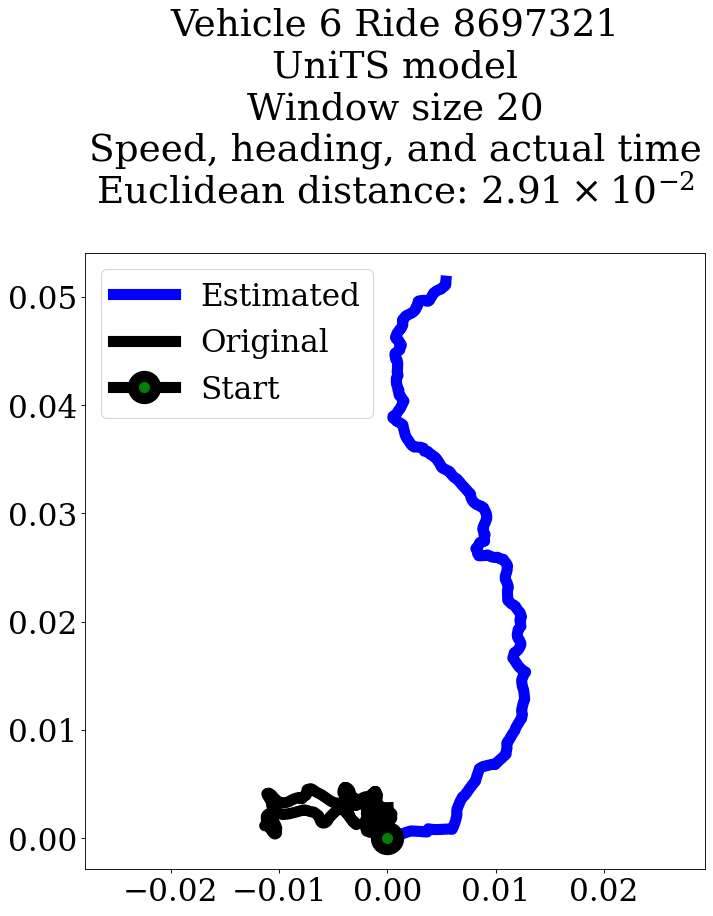 Vehicle 6 Ride 8697321
UniTS model
Window size 20
Speed, heading, and actual time
Euclidean distance: 2.91 × 10⁻²
Estimated
Original
Start
0.05
0.04
0.03
0.02
0.01
0.00
−0.02 −0.01 0.00 0.01 0.02